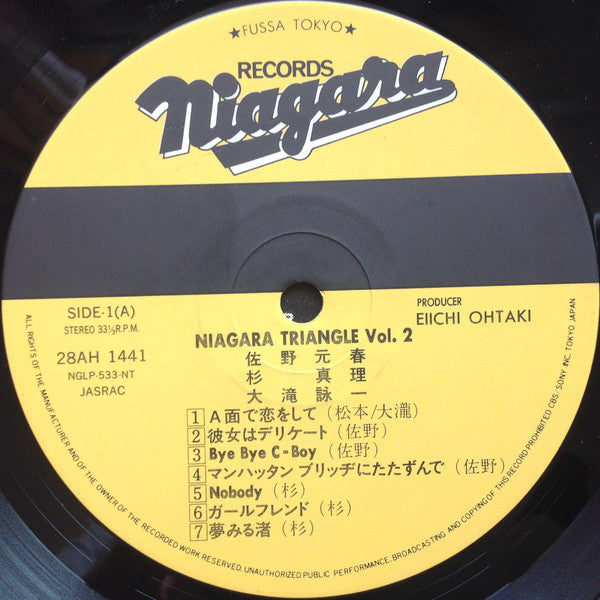 ★FUSSA TOKYO★
RECORDS
Niagara
SIDE-1(A)
STEREO 33⅓R.P.M.
28AH 1441
NGLP-533-NT
JASRAC
PRODUCER
EIICHI OHTAKI
NIAGARA TRIANGLE Vol. 2
佐野元春
杉真理
大滝詠一
1 A面で恋をして(松本/大瀧)
2 彼女はデリケート(佐野)
3 Bye Bye C-Boy (佐野)
4 マンハッタン ブリッヂにたたずんで (佐野)
5 Nobody (杉)
6 ガールフレンド (杉)
7 夢みる渚(杉)
ALL RIGHTS OF THE MANUFACTURER AND OF THE OWNER OF THE RECORDED WORK RESERVED. UNAUTHORIZED PUBLIC PERFORMANCE, BROADCASTING AND COPYING OF THIS RECORD PROHIBITED CBS. SONY INC. TOKYO JAPAN